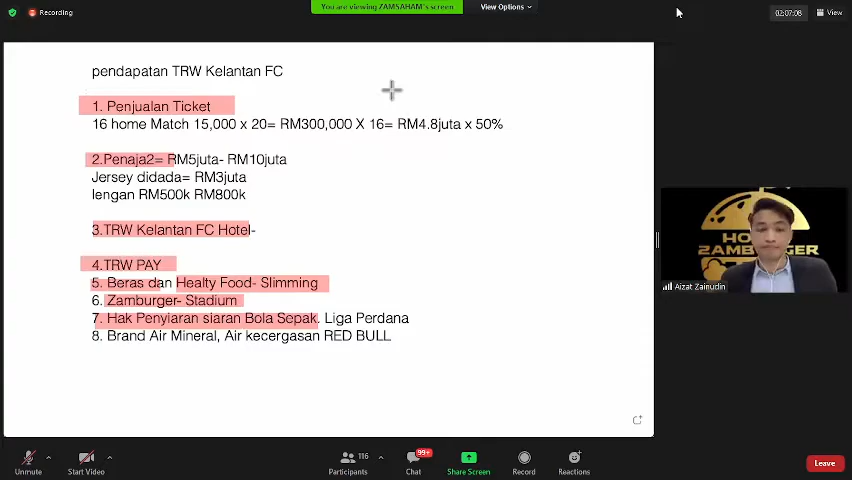 Recording
You are viewing ZAMSAHAM's screen
View Options
02:07:08
View
pendapatan TRW Kelantan FC
1. Penjualan Ticket
16 home Match 15,000 x 20= RM300,000 X 16= RM4.8juta x 50%
2.Penaja2= RM5juta- RM10juta
Jersey didada= RM3juta
lengan RM500k RM800k
3.TRW Kelantan FC Hotel-
4.TRW PAY
5. Beras dan Healty Food- Slimming
6. Zamburger- Stadium
7. Hak Penyiaran siaran Bola Sepak. Liga Perdana
8. Brand Air Mineral, Air kecergasan RED BULL
HO
ZAMBURGER
Aizat Zainudin
Unmute
Start Video
116
Participants
99+
Chat
Share Screen
Record
Reactions
Leave